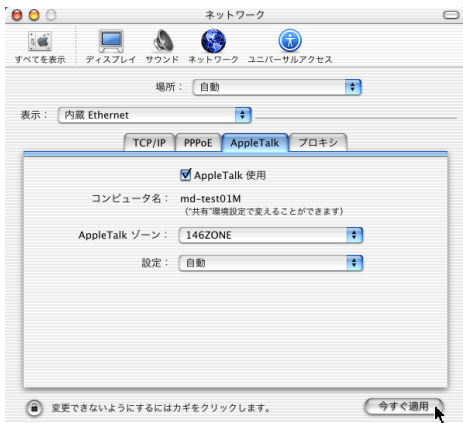 ネットワーク
すべてを表示 ディスプレイ サウンド ネットワーク ユニバーサルアクセス
場所： 自動
表示： 内蔵 Ethernet
TCP/IP PPPoE AppleTalk プロキシ
AppleTalk 使用
コンピュータ名： md-test01M
(“共有”環境設定で変えることができます)
AppleTalk ゾーン： 146ZONE
設定： 自動
変更できないようにするにはカギをクリックします。 今すぐ適用